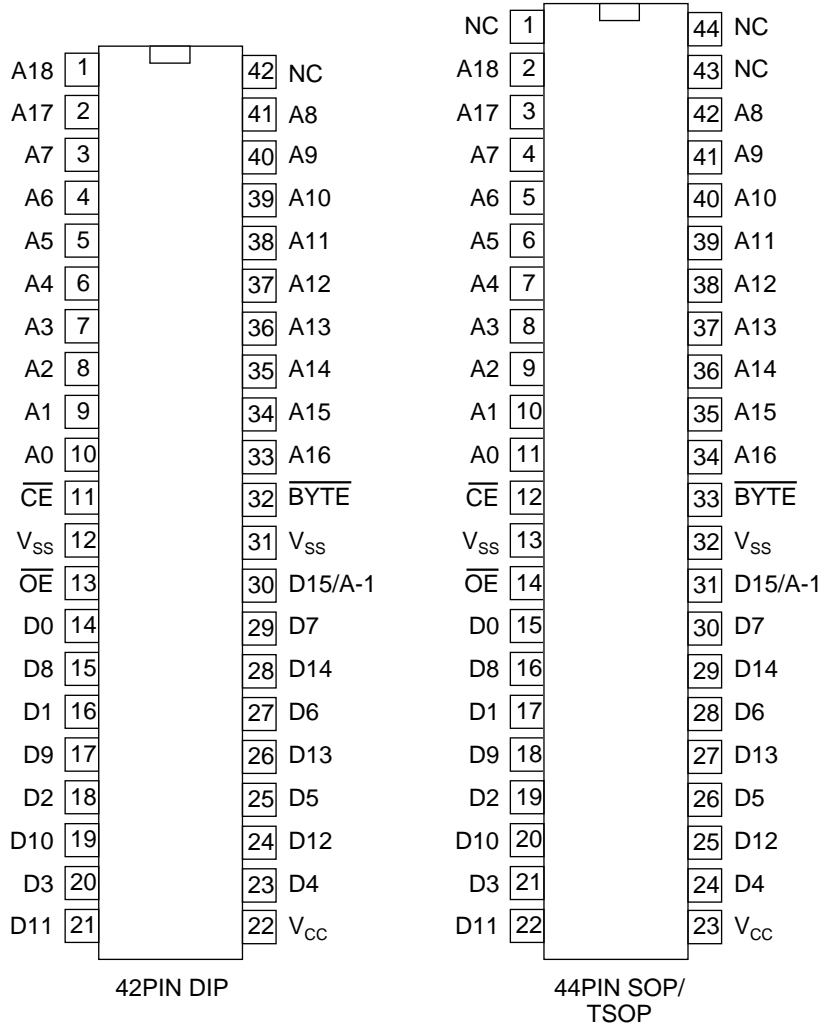 NC 1 44 NC
A18 1 42 NC A18 2 43 NC
A17 2 41 A8 A17 3 42 A8
A7 3 40 A9 A7 4 41 A9
A6 4 39 A10 A6 5 40 A10
A5 5 38 A11 A5 6 39 A11
A4 6 37 A12 A4 7 38 A12
A3 7 36 A13 A3 8 37 A13
A2 8 35 A14 A2 9 36 A14
A1 9 34 A15 A1 10 35 A15
A0 10 33 A16 A0 11 34 A16
C̅E̅ 11 32 B̅Y̅T̅E̅ C̅E̅ 12 33 B̅Y̅T̅E̅
VSS 12 31 VSS VSS 13 32 VSS
O̅E̅ 13 30 D15/A-1 O̅E̅ 14 31 D15/A-1
D0 14 29 D7 D0 15 30 D7
D8 15 28 D14 D8 16 29 D14
D1 16 27 D6 D1 17 28 D6
D9 17 26 D13 D9 18 27 D13
D2 18 25 D5 D2 19 26 D5
D10 19 24 D12 D10 20 25 D12
D3 20 23 D4 D3 21 24 D4
D11 21 22 VCC D11 22 23 VCC
42PIN DIP 44PIN SOP/
TSOP